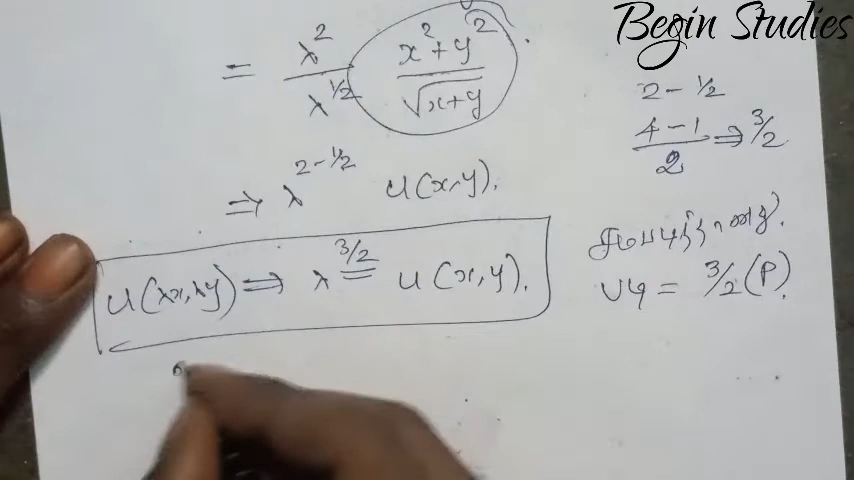 Begin Studies
= λ² / λ^1/2 (x² + y²) / √x+y .
2 - 1/2
4 - 1 / 2 ⇒ 3/2
⇒ λ^2-1/2 u(x,y).
u(λx,λy) ⇒ λ^3/2 u(x,y).
படி = 3/2 (P).